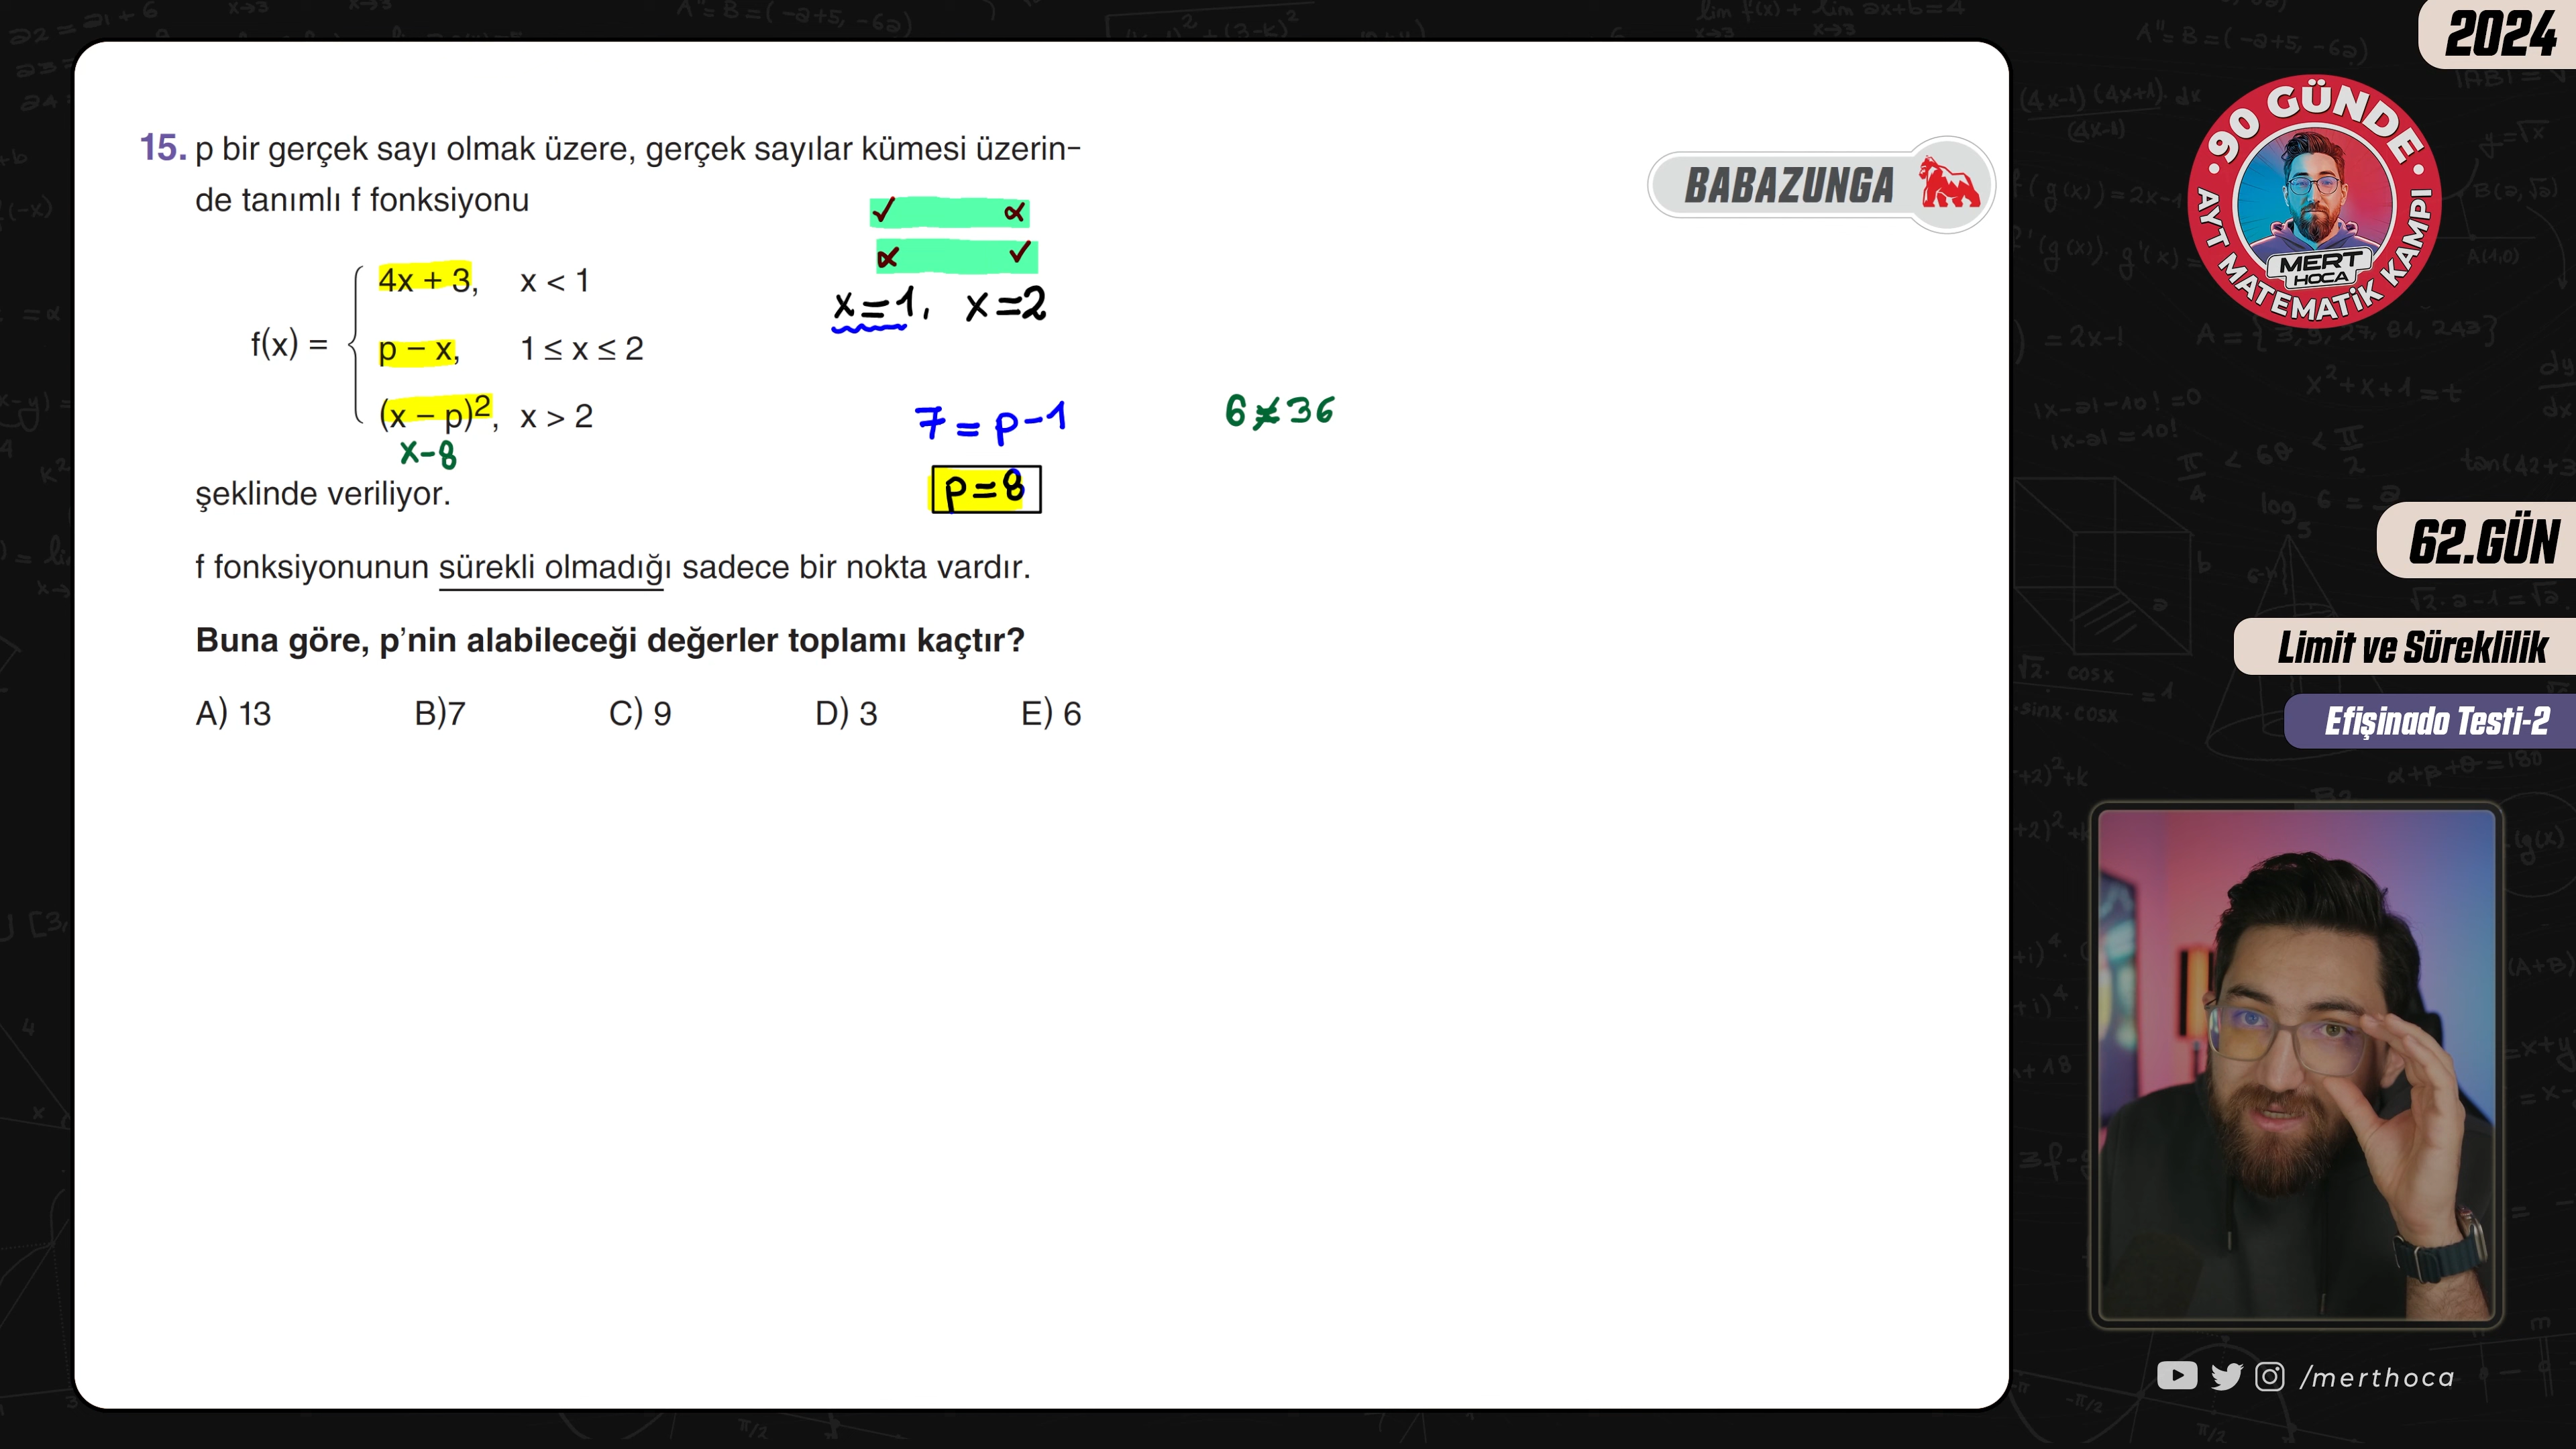 2024
·90 GÜNDE·
AYT MATEMATİK KAMPI
MERT
HOCA
15. p bir gerçek sayı olmak üzere, gerçek sayılar kümesi üzerin-
de tanımlı f fonksiyonu
BABAZUNGA
✓ ∝
∝ ✓
x=1, x=2
4x + 3, x < 1
f(x) = p − x, 1 ≤ x ≤ 2
(x − p)², x > 2
x-8
7 = p-1
6≠36
p=8
şeklinde veriliyor.
f fonksiyonunun sürekli olmadığı sadece bir nokta vardır.
Buna göre, p'nin alabileceği değerler toplamı kaçtır?
A) 13 B)7 C) 9 D) 3 E) 6
62.GÜN
Limit ve Süreklilik
Efişinado Testi-2
/merthoca